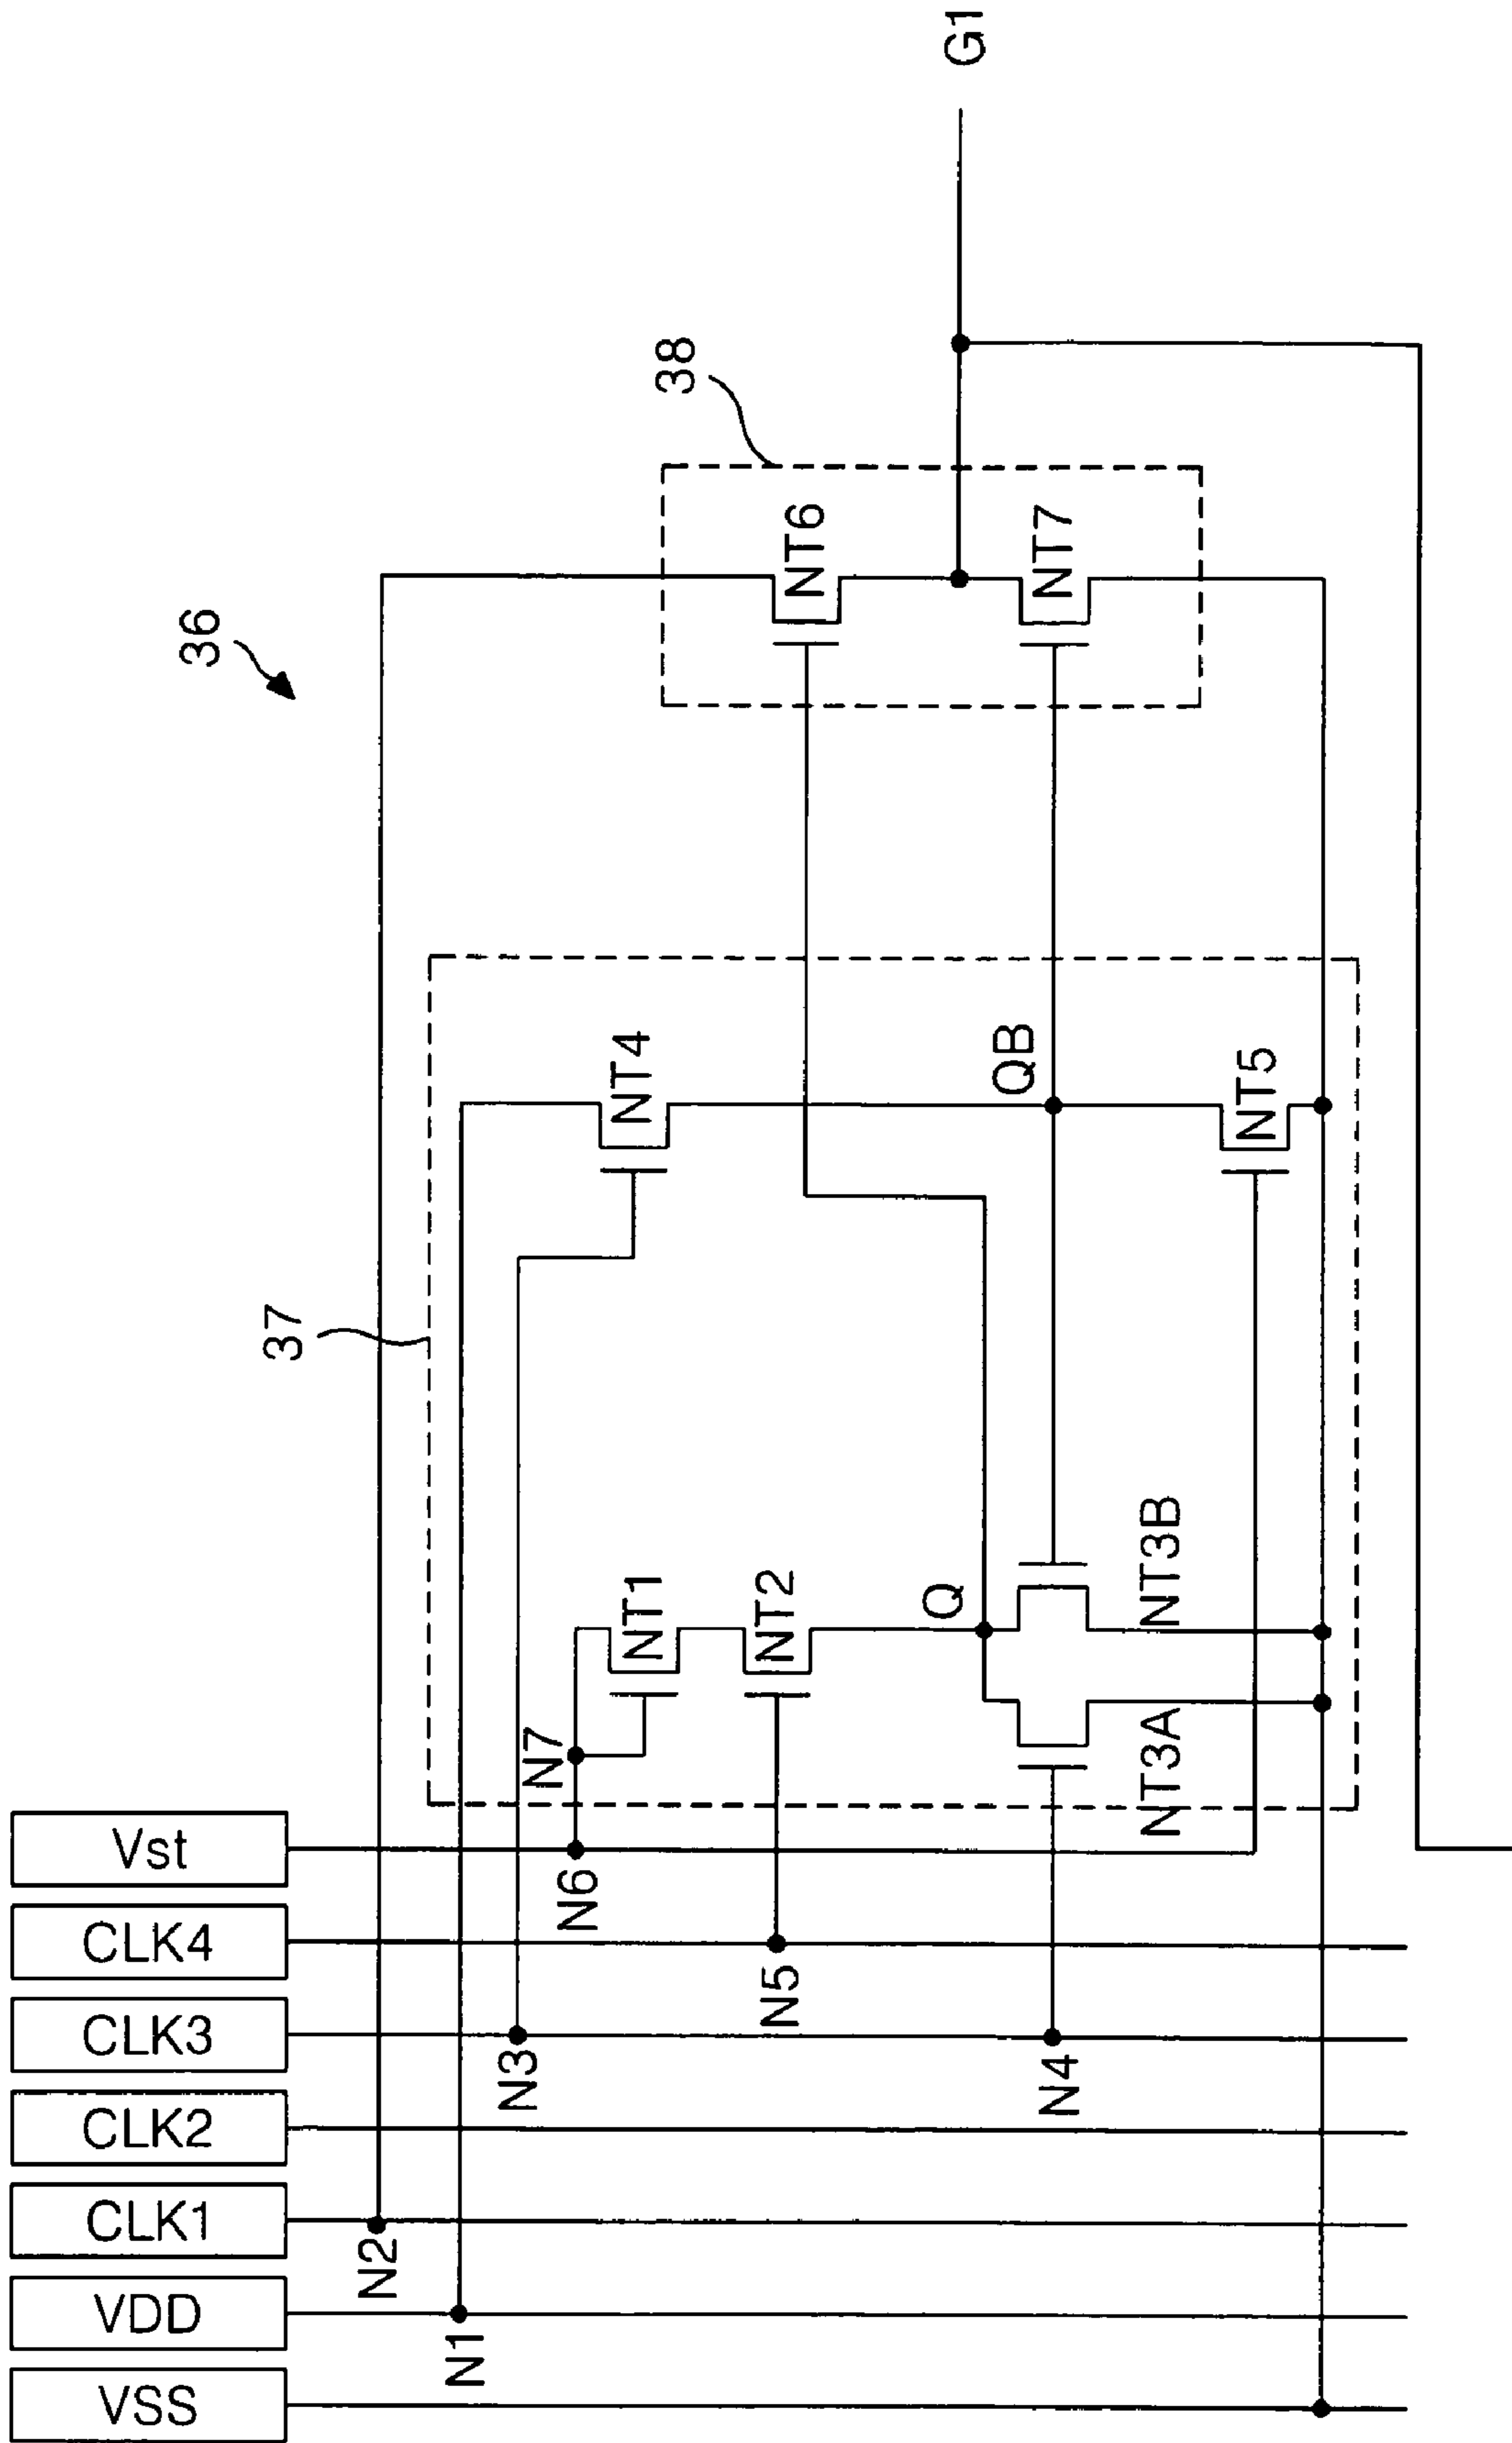 G1
38
NT6
NT7
36
NT4
QB
NT5
37
NT1
NT2
Q
NT3B
N7
NT3A
Vst
N6
CLK4
N5
CLK3
N3
N4
CLK2
CLK1
N2
VDD
N1
VSS